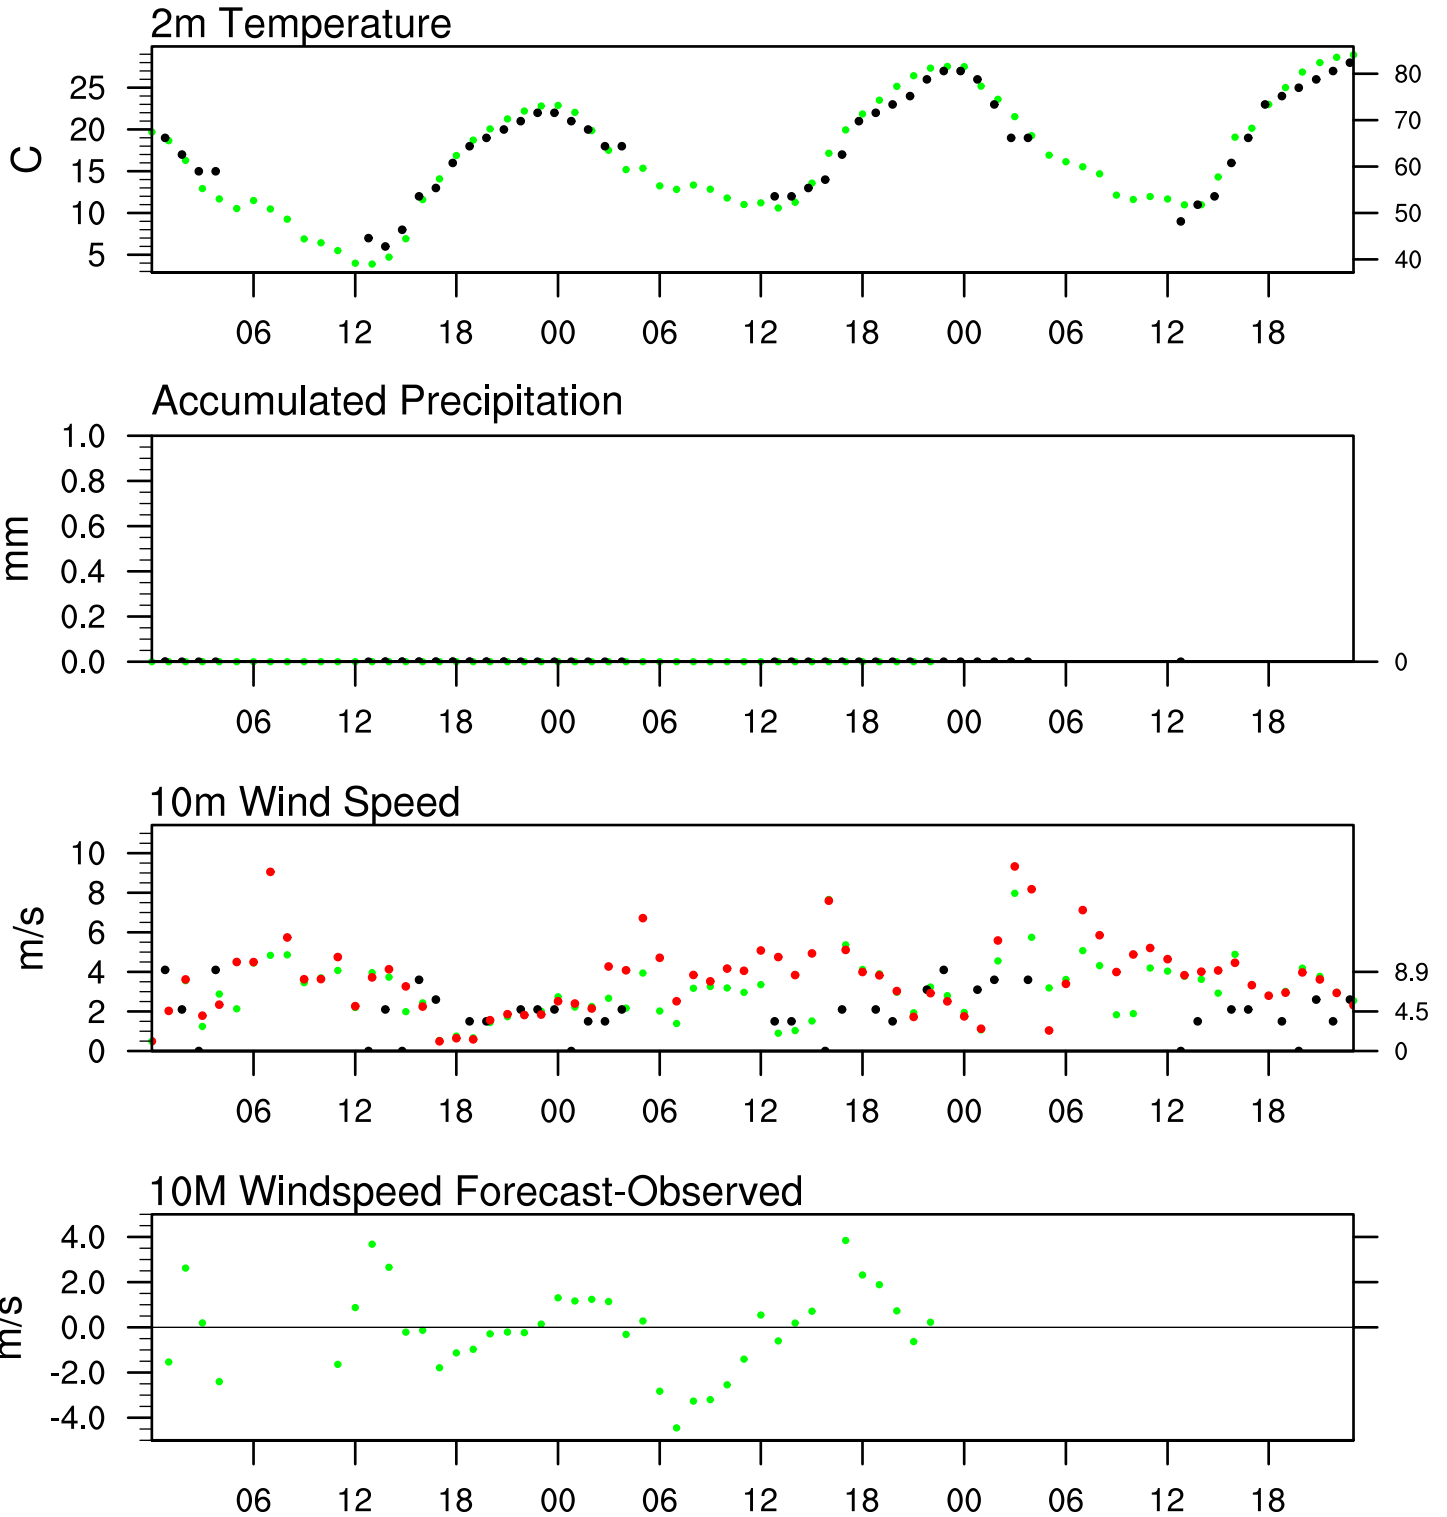 2m Temperature
C
25
20
15
10
5
80
70
60
50
40
06 12 18 00 06 12 18 00 06 12 18
Accumulated Precipitation
mm
1.0
0.8
0.6
0.4
0.2
0.0
0
06 12 18 00 06 12 18 00 06 12 18
10m Wind Speed
m/s
10
8
6
4
2
0
8.9
4.5
0
06 12 18 00 06 12 18 00 06 12 18
10M Windspeed Forecast-Observed
m/s
4.0
2.0
0.0
-2.0
-4.0
06 12 18 00 06 12 18 00 06 12 18